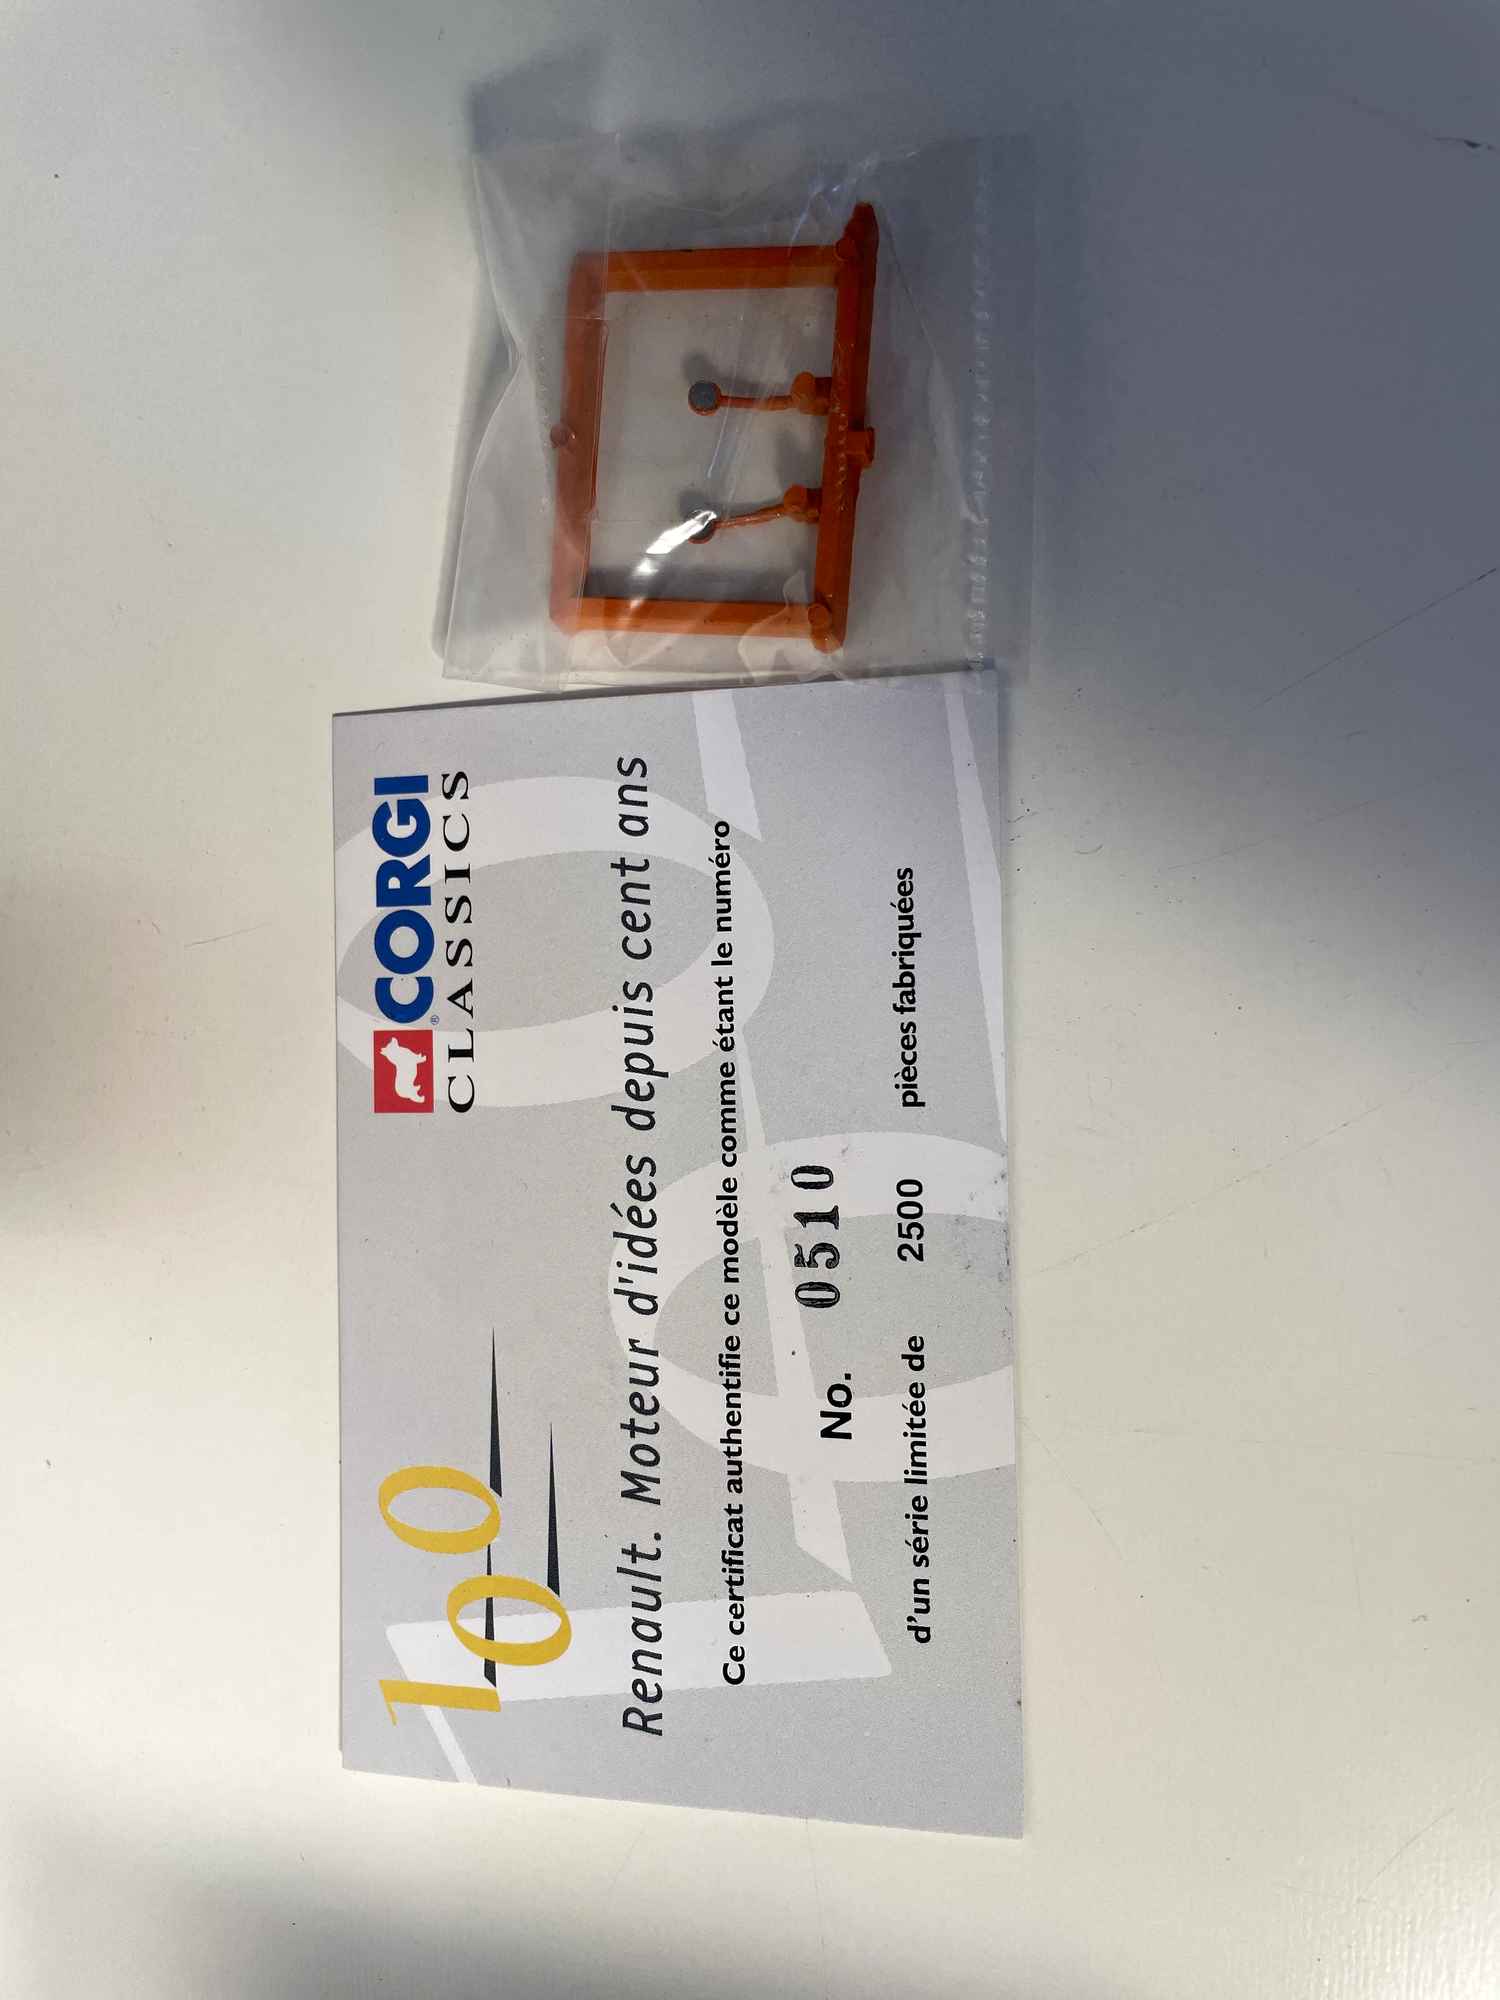 100
CORGI®
CLASSICS
Renault. Moteur d'idées depuis cent ans
Ce certificat authentifie ce modèle comme étant le numéro
No. 0510
d'un série limitée de 2500 pièces fabriquées